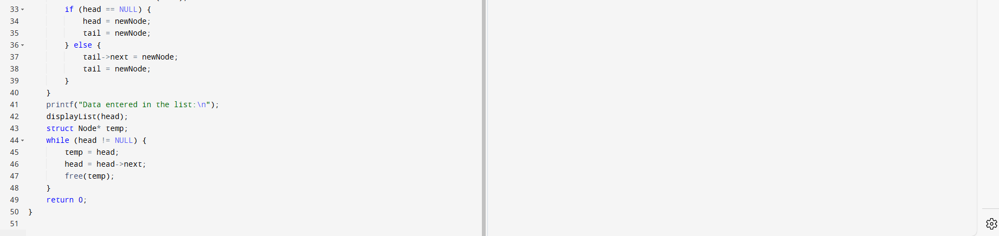 33 if (head == NULL) {
34 head = newNode;
35 tail = newNode;
36 } else {
37 tail->next = newNode;
38 tail = newNode;
39 }
40 }
41 printf("Data entered in the list:\n");
42 displayList(head);
43 struct Node* temp;
44 while (head != NULL) {
45 temp = head;
46 head = head->next;
47 free(temp);
48 }
49 return 0;
50 }
51